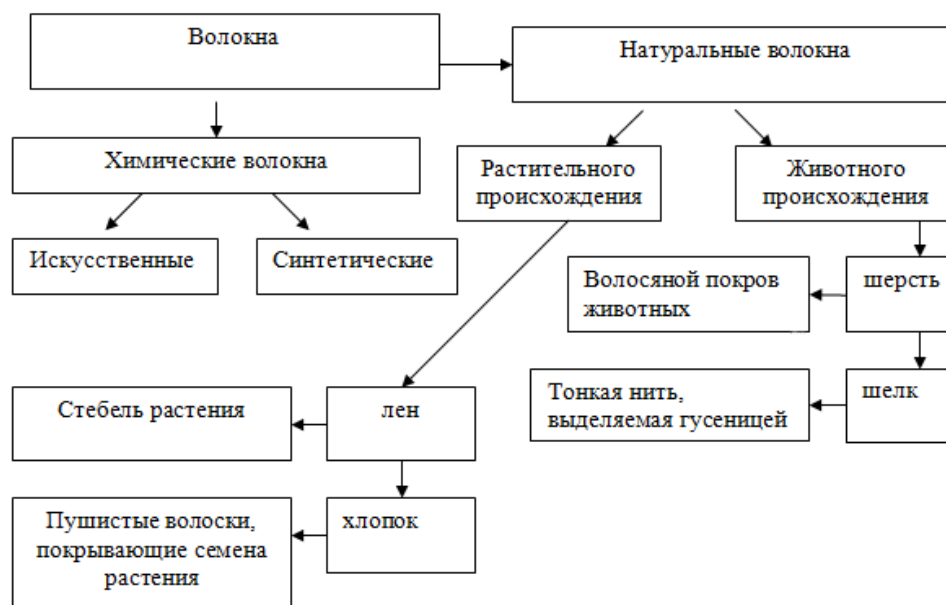 Волокна
Натуральные волокна
Химические волокна
Растительного
происхождения
Животного
происхождения
Искусственные
Синтетические
Волосяной покров
животных
шерсть
Стебель растения
лен
Тонкая нить,
выделяемая гусеницей
шелк
Пушистые волоски,
покрывающие семена
растения
хлопок